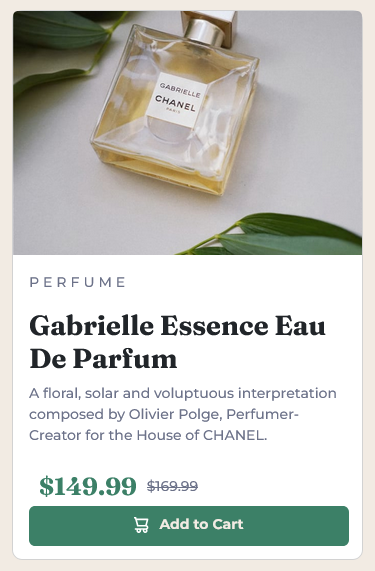 GABRIELLE
CHANEL
PARIS
PERFUME
Gabrielle Essence Eau
De Parfum
A floral, solar and voluptuous interpretation
composed by Olivier Polge, Perfumer-
Creator for the House of CHANEL.
$149.99 $169.99
Add to Cart